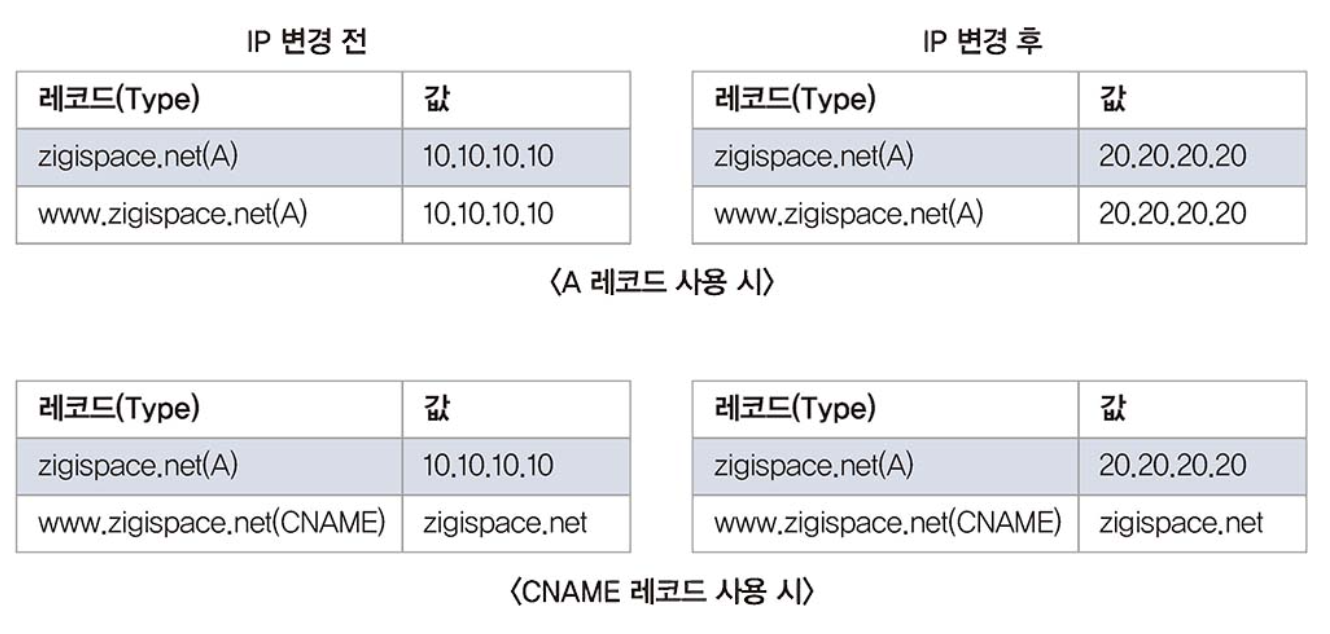 IP 변경 전 IP 변경 후
레코드(Type) 값 레코드(Type) 값
zigispace.net(A) 10.10.10.10 zigispace.net(A) 20.20.20.20
www.zigispace.net(A) 10.10.10.10 www.zigispace.net(A) 20.20.20.20
〈A 레코드 사용 시〉
레코드(Type) 값 레코드(Type) 값
zigispace.net(A) 10.10.10.10 zigispace.net(A) 20.20.20.20
www.zigispace.net(CNAME) zigispace.net www.zigispace.net(CNAME) zigispace.net
〈CNAME 레코드 사용 시〉